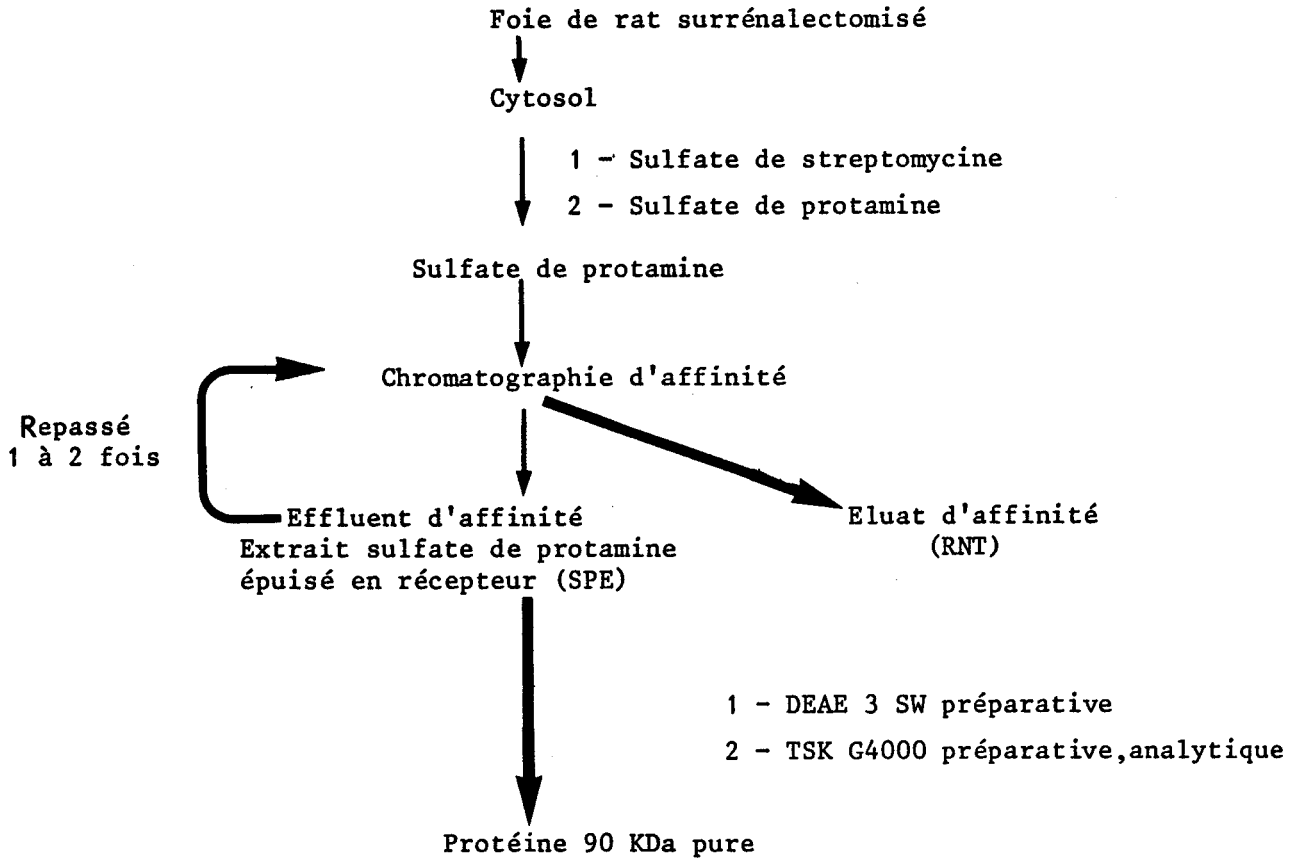 Foie de rat surrénalectomisé
Cytosol
1 - Sulfate de streptomycine
2 - Sulfate de protamine
Sulfate de protamine
Chromatographie d'affinité
Repassé
1 à 2 fois
Effluent d'affinité
Extrait sulfate de protamine
épuisé en récepteur (SPE)
Eluat d'affinité
(RNT)
1 - DEAE 3 SW préparative
2 - TSK G4000 préparative,analytique
Protéine 90 KDa pure